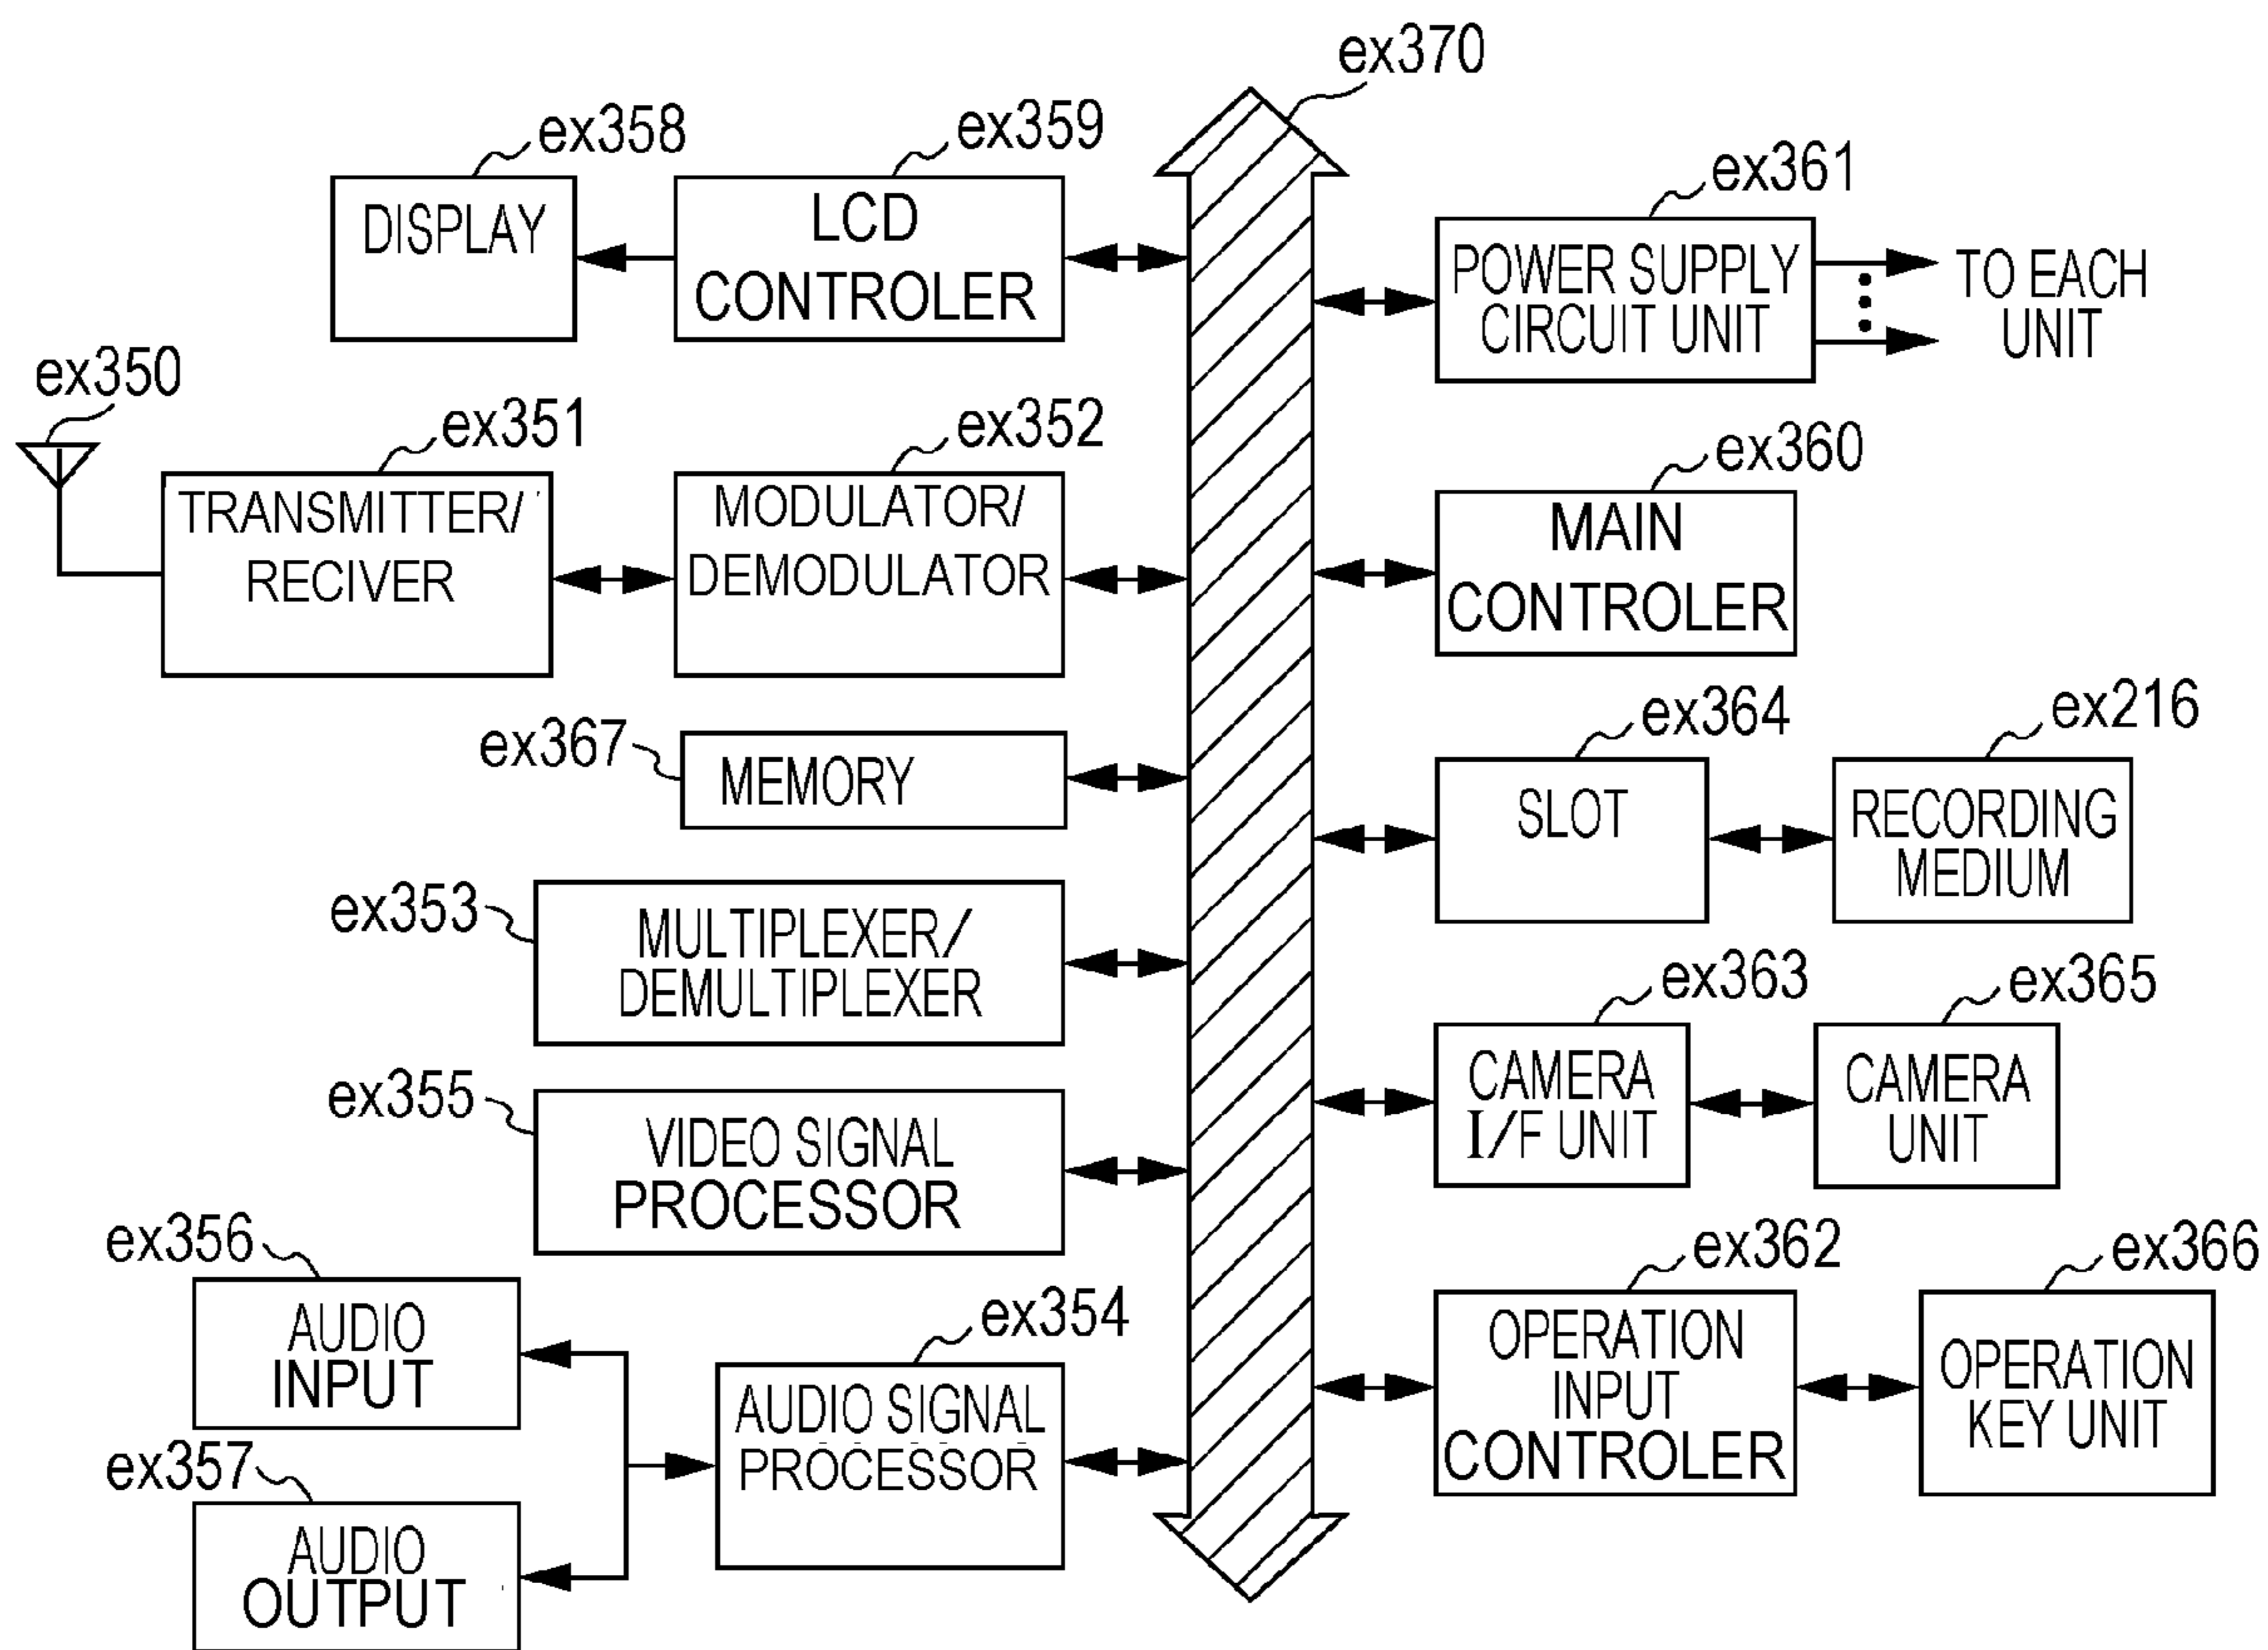 ex370
ex358
ex359
ex361
DISPLAY
LCD
CONTROLER
POWER SUPPLY
CIRCUIT UNIT
TO EACH
UNIT
ex350
ex351
ex352
ex360
TRANSMITTER/
RECIVER
MODULATOR/
DEMODULATOR
MAIN
CONTROLER
ex367
MEMORY
ex364
ex216
SLOT
RECORDING
MEDIUM
ex353
MULTIPLEXER/
DEMULTIPLEXER
ex363
ex365
CAMERA
I/F UNIT
CAMERA
UNIT
ex355
VIDEO SIGNAL
PROCESSOR
ex356
AUDIO
INPUT
ex354
ex362
ex366
AUDIO SIGNAL
PROCESSOR
OPERATION
INPUT
CONTROLER
OPERATION
KEY UNIT
ex357
AUDIO
OUTPUT